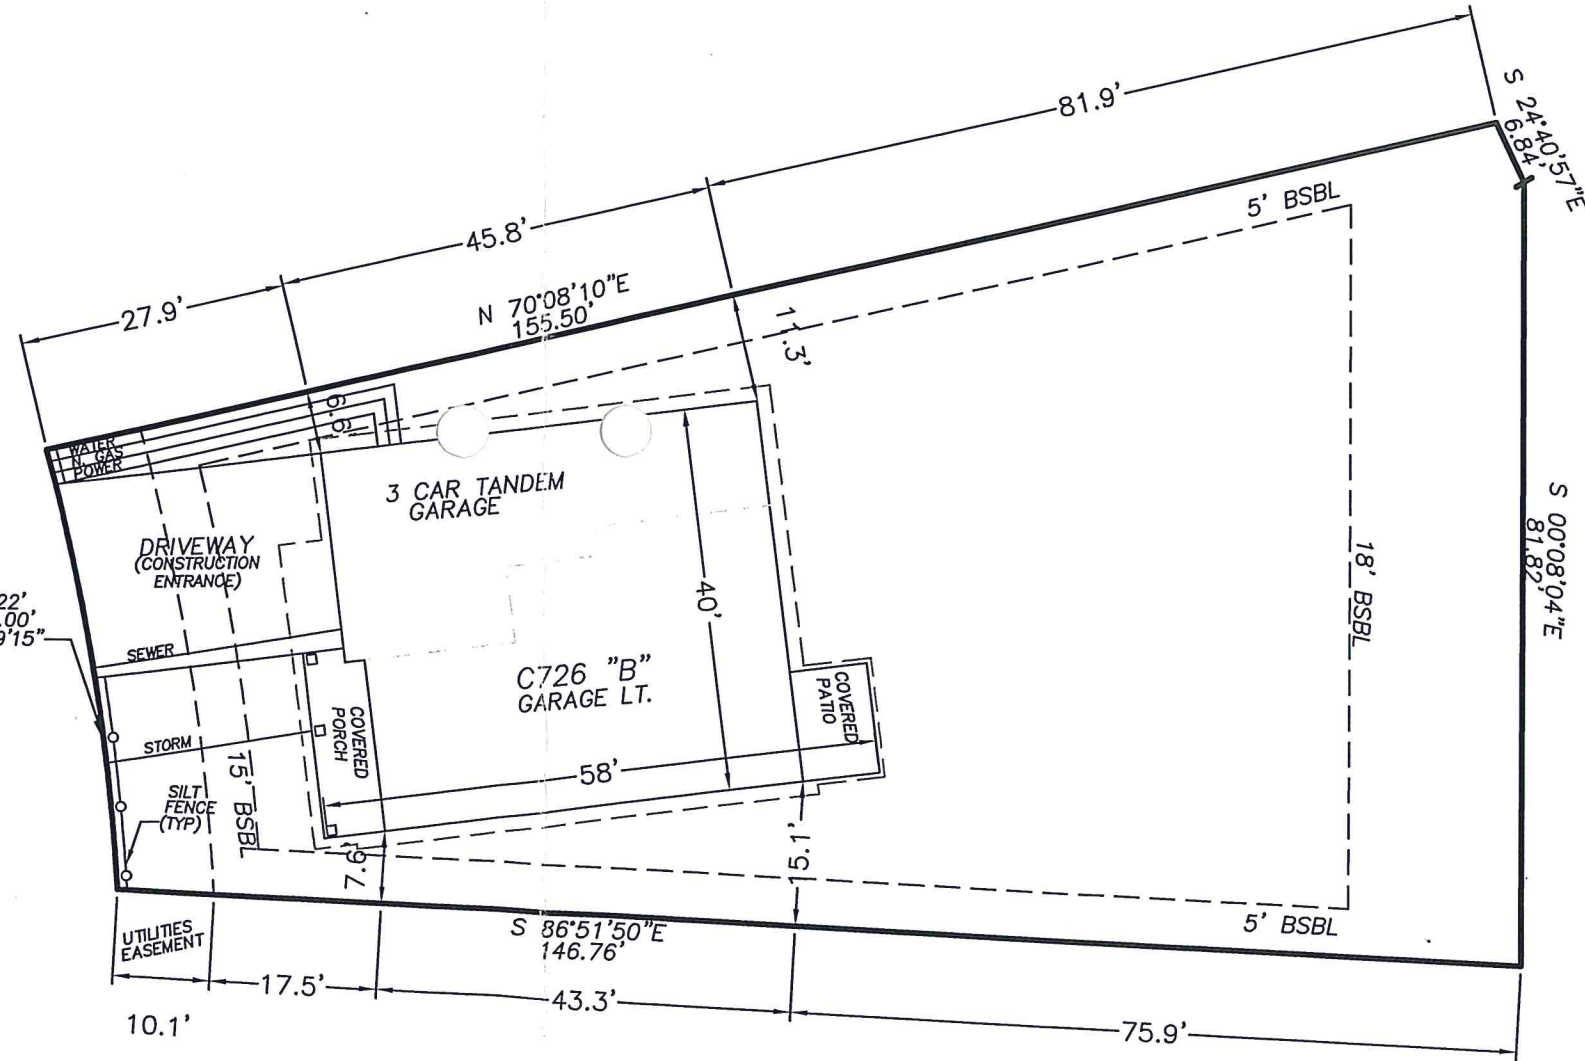 81.9'
S 24°40'57"E
6.84'
45.8'
5' BSBL
27.9'
N 70°08'10"E
155.50'
11.3'
6.6'
WATER
N. GAS
POWER
3 CAR TANDEM
GARAGE
DRIVEWAY
(CONSTRUCTION
ENTRANCE)
40'
18' BSBL
S 00°08'04"E
81.82'
22'
.00'
9'15"
SEWER
C726 "B"
GARAGE LT.
COVERED
PATIO
COVERED
PORCH
STORM
58'
15' BSBL
SILT
FENCE
(TYP)
7.6'
15.1'
S 86°51'50"E
146.76'
5' BSBL
UTILITIES
EASEMENT
17.5'
43.3'
10.1'
75.9'